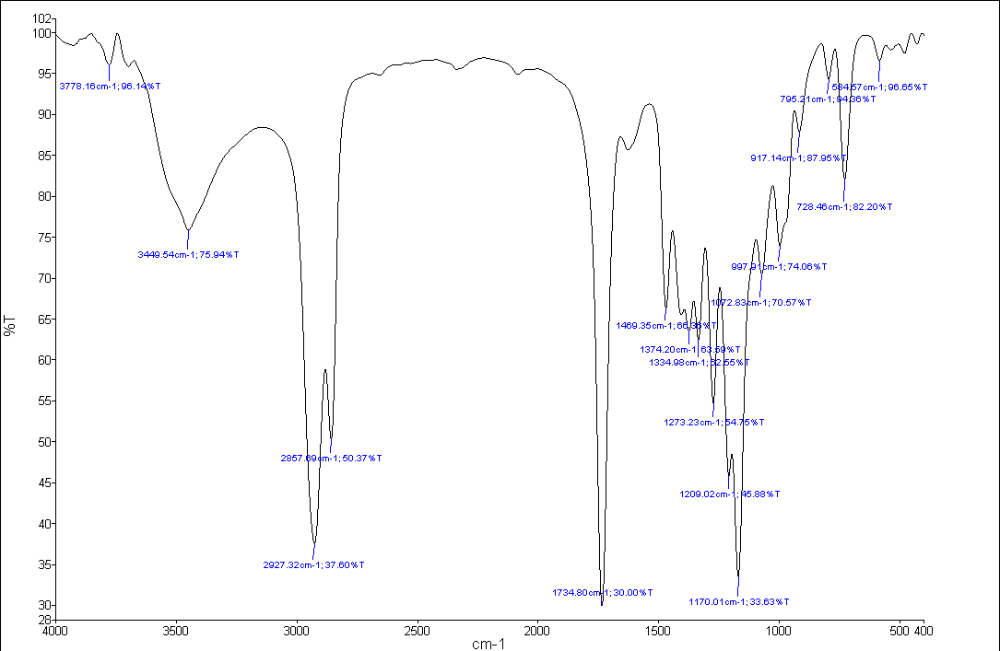 102
100
95
90
85
80
75
70
65
60
55
50
45
40
35
30
28
%T
4000
3500
3000
2500
2000
1500
1000
500
400
cm-1
3778.16cm-1; 96.14%T
3449.54cm-1; 75.94%T
2927.32cm-1; 37.60%T
2857.69cm-1; 50.37%T
1734.80cm-1; 30.00%T
1469.35cm-1; 66.36%T
1374.20cm-1; 63.59%T
1334.98cm-1; 62.55%T
1273.23cm-1; 54.75%T
1209.02cm-1; 45.88%T
1170.01cm-1; 33.63%T
1072.83cm-1; 70.57%T
997.91cm-1; 74.06%T
917.14cm-1; 87.95%T
795.21cm-1; 94.36%T
728.46cm-1; 82.20%T
584.57cm-1; 96.65%T